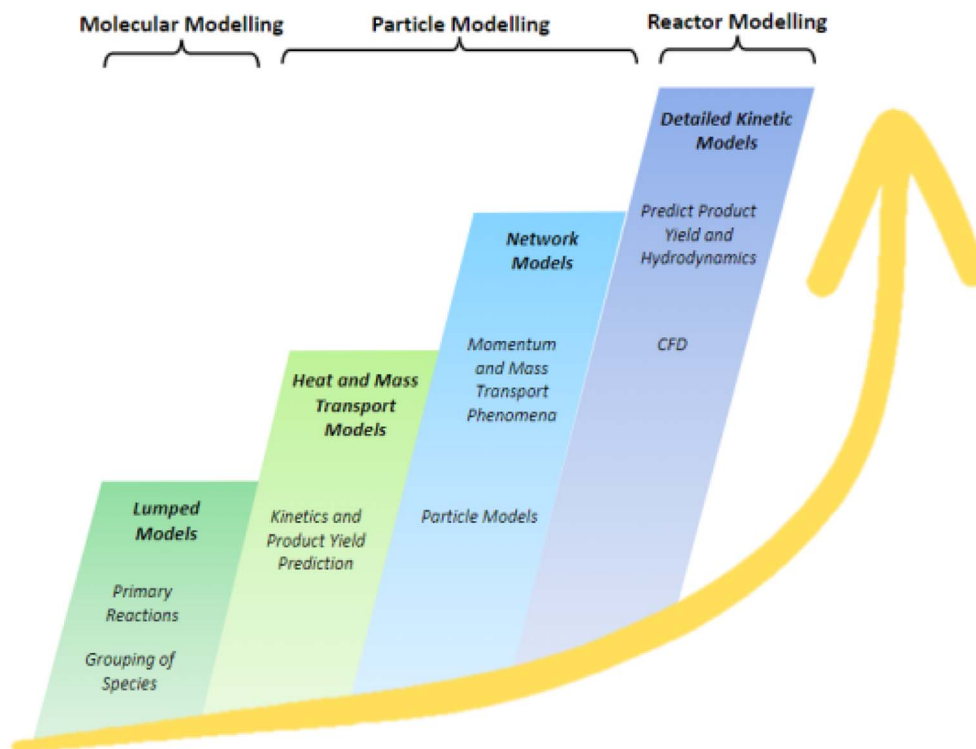 Molecular Modelling
Particle Modelling
Reactor Modelling
Lumped
Models
Primary
Reactions
Grouping of
Species
Heat and Mass
Transport
Models
Kinetics and
Product Yield
Prediction
Network
Models
Momentum
and Mass
Transport
Phenomena
Particle Models
Detailed Kinetic
Models
Predict Product
Yield and
Hydrodynamics
CFD